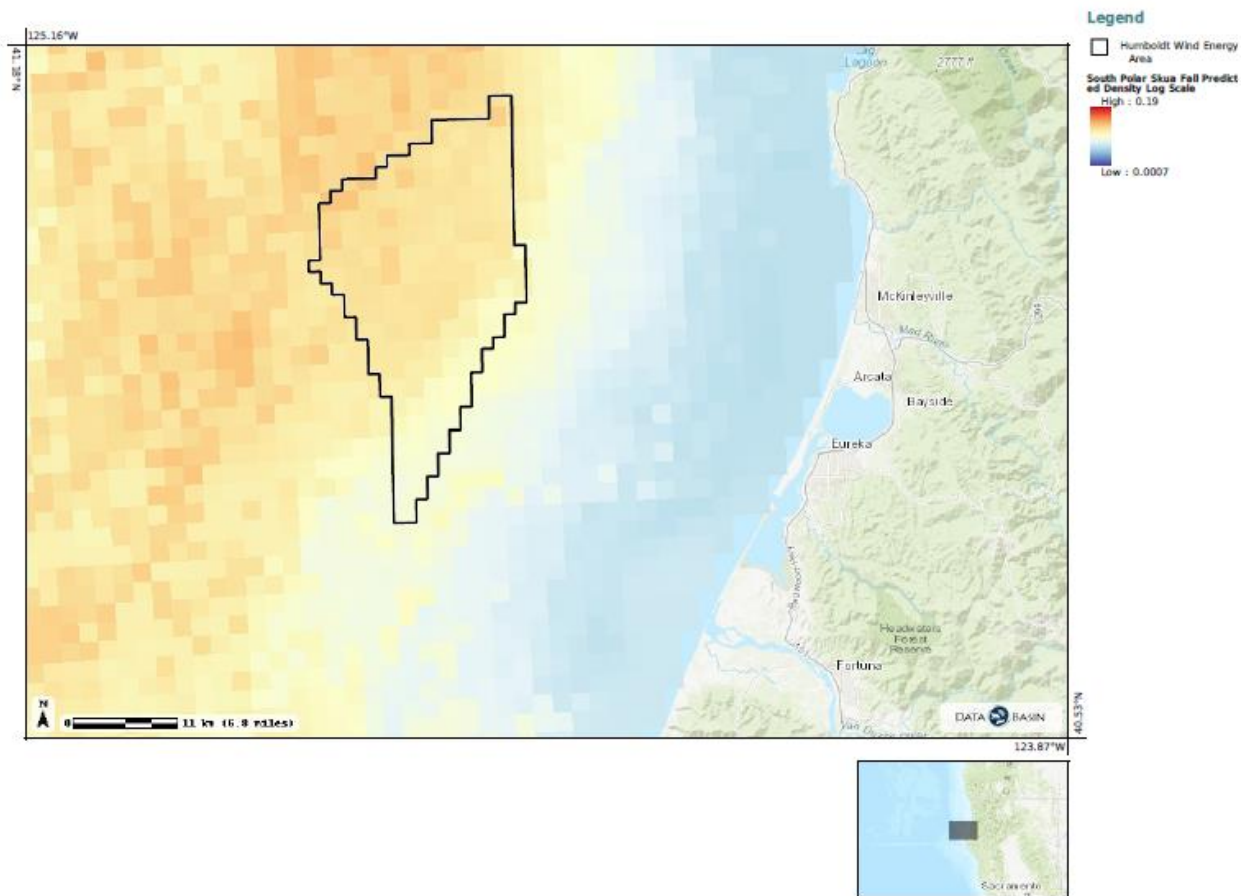 125.16°W
41.18°N
Legend
Humboldt Wind Energy
Area
South Polar Skua Fall Predict
ed Density Log Scale
High : 0.19
Low : 0.0007
Lagoon
2777 ft
McKinleyville
Mad River
299
Arcata
Bayside
Eureka
Headwaters
Forest
Reserve
Fortuna
N
0
11 km (6.8 miles)
DATA BASIN
40.53°N
123.87°W
Sacramento